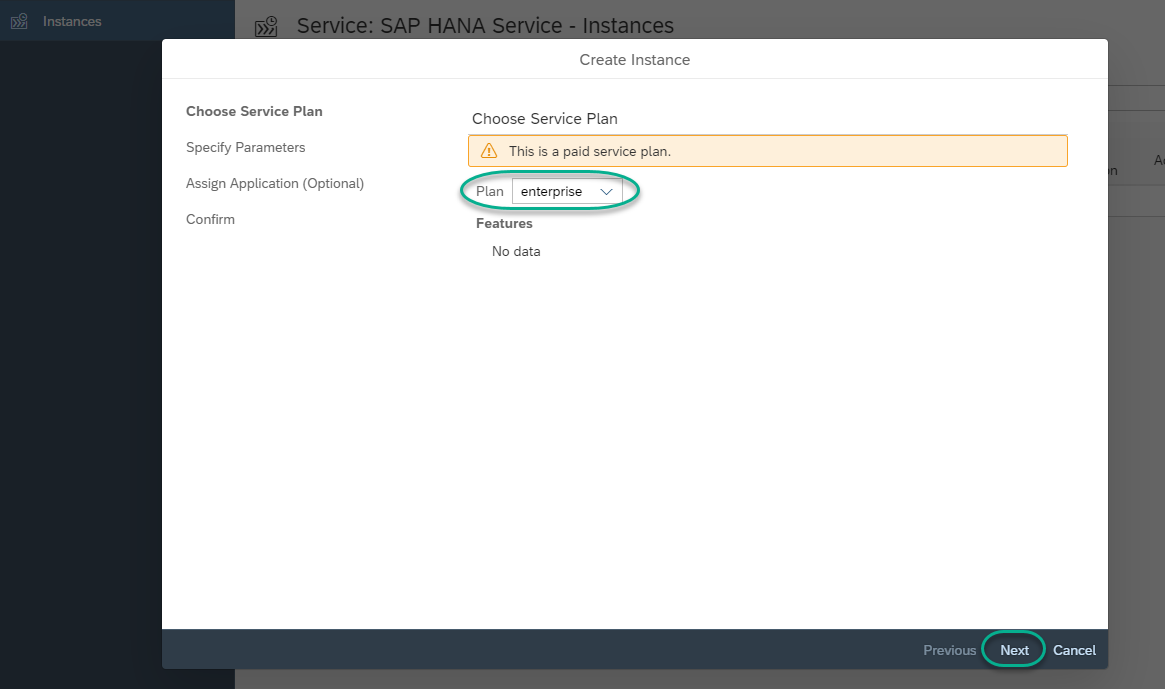 Instances
Service: SAP HANA Service - Instances
Create Instance
Choose Service Plan
Specify Parameters
Assign Application (Optional)
Confirm
Choose Service Plan
This is a paid service plan.
Plan enterprise
Features
No data
Previous Next Cancel